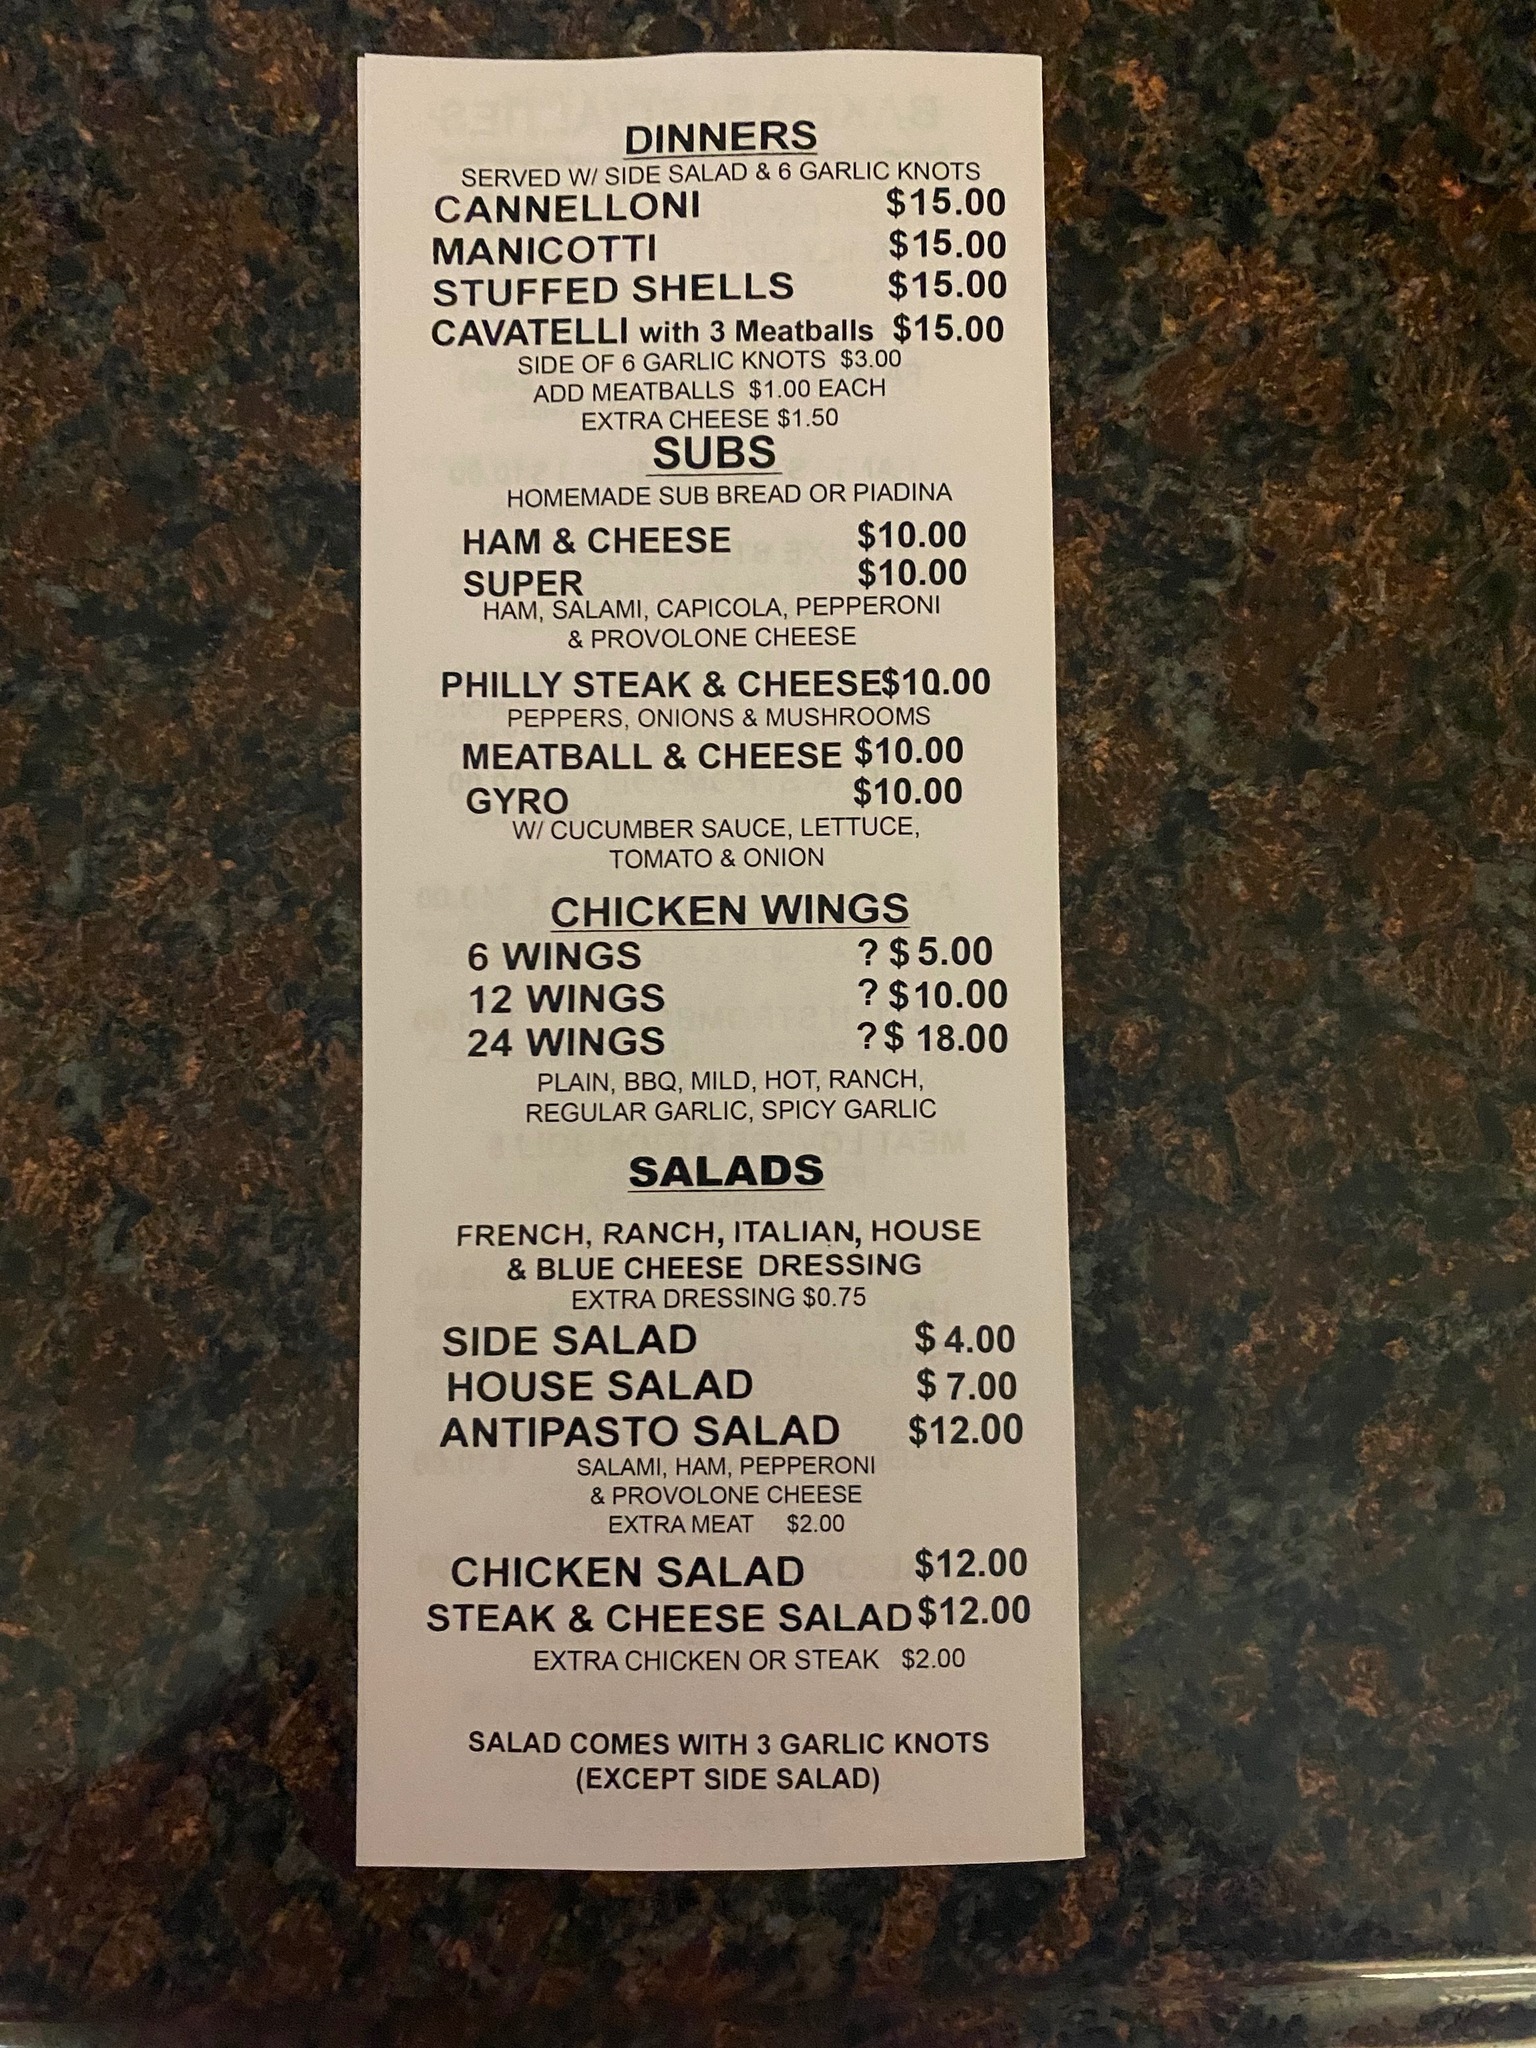 DINNERS
SERVED W/ SIDE SALAD & 6 GARLIC KNOTS
CANNELLONI $15.00
MANICOTTI $15.00
STUFFED SHELLS $15.00
CAVATELLI with 3 Meatballs $15.00
SIDE OF 6 GARLIC KNOTS $3.00
ADD MEATBALLS $1.00 EACH
EXTRA CHEESE $1.50
SUBS
HOMEMADE SUB BREAD OR PIADINA
HAM & CHEESE $10.00
SUPER $10.00
HAM, SALAMI, CAPICOLA, PEPPERONI
& PROVOLONE CHEESE
PHILLY STEAK & CHEESE $10.00
PEPPERS, ONIONS & MUSHROOMS
MEATBALL & CHEESE $10.00
GYRO $10.00
W/ CUCUMBER SAUCE, LETTUCE,
TOMATO & ONION
CHICKEN WINGS
6 WINGS ? $ 5.00
12 WINGS ? $10.00
24 WINGS ? $ 18.00
PLAIN, BBQ, MILD, HOT, RANCH,
REGULAR GARLIC, SPICY GARLIC
SALADS
FRENCH, RANCH, ITALIAN, HOUSE
& BLUE CHEESE DRESSING
EXTRA DRESSING $0.75
SIDE SALAD $ 4.00
HOUSE SALAD $ 7.00
ANTIPASTO SALAD $12.00
SALAMI, HAM, PEPPERONI
& PROVOLONE CHEESE
EXTRA MEAT $2.00
CHICKEN SALAD $12.00
STEAK & CHEESE SALAD $12.00
EXTRA CHICKEN OR STEAK $2.00
SALAD COMES WITH 3 GARLIC KNOTS
(EXCEPT SIDE SALAD)